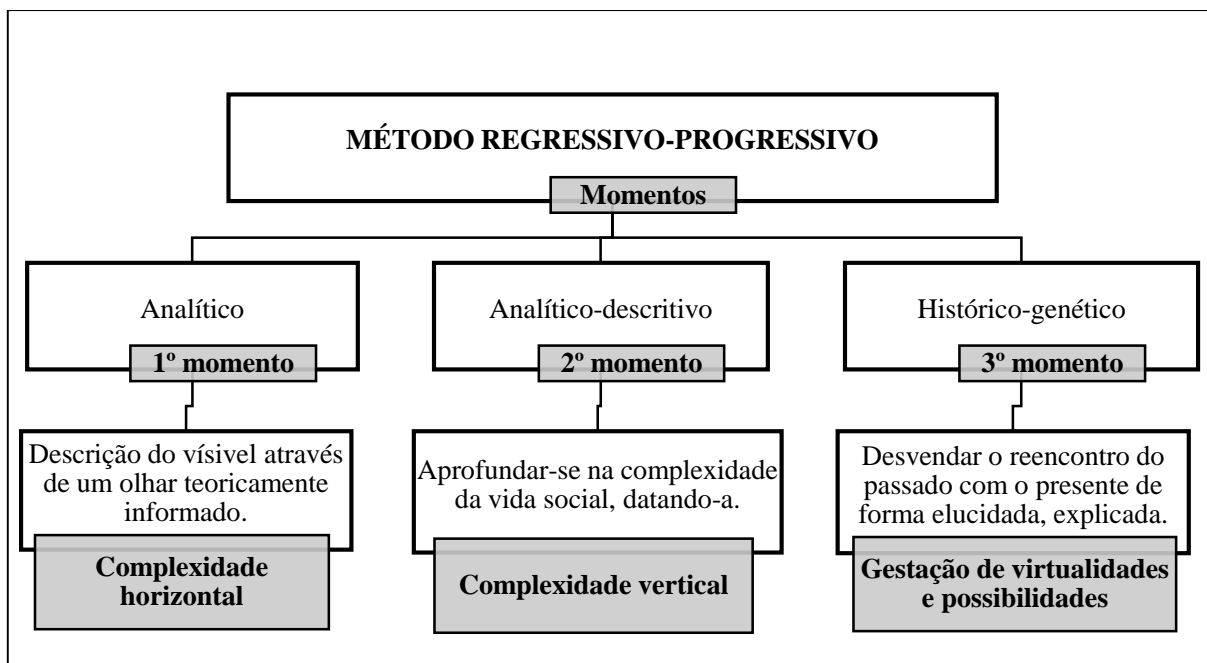 MÉTODO REGRESSIVO-PROGRESSIVO
Momentos
Analítico
1º momento
Descrição do vísivel através
de um olhar teoricamente
informado.
Complexidade
horizontal
Analítico-descritivo
2º momento
Aprofundar-se na complexidade
da vida social, datando-a.
Complexidade vertical
Histórico-genético
3º momento
Desvendar o reencontro do
passado com o presente de
forma elucidada, explicada.
Gestação de virtualidades
e possibilidades